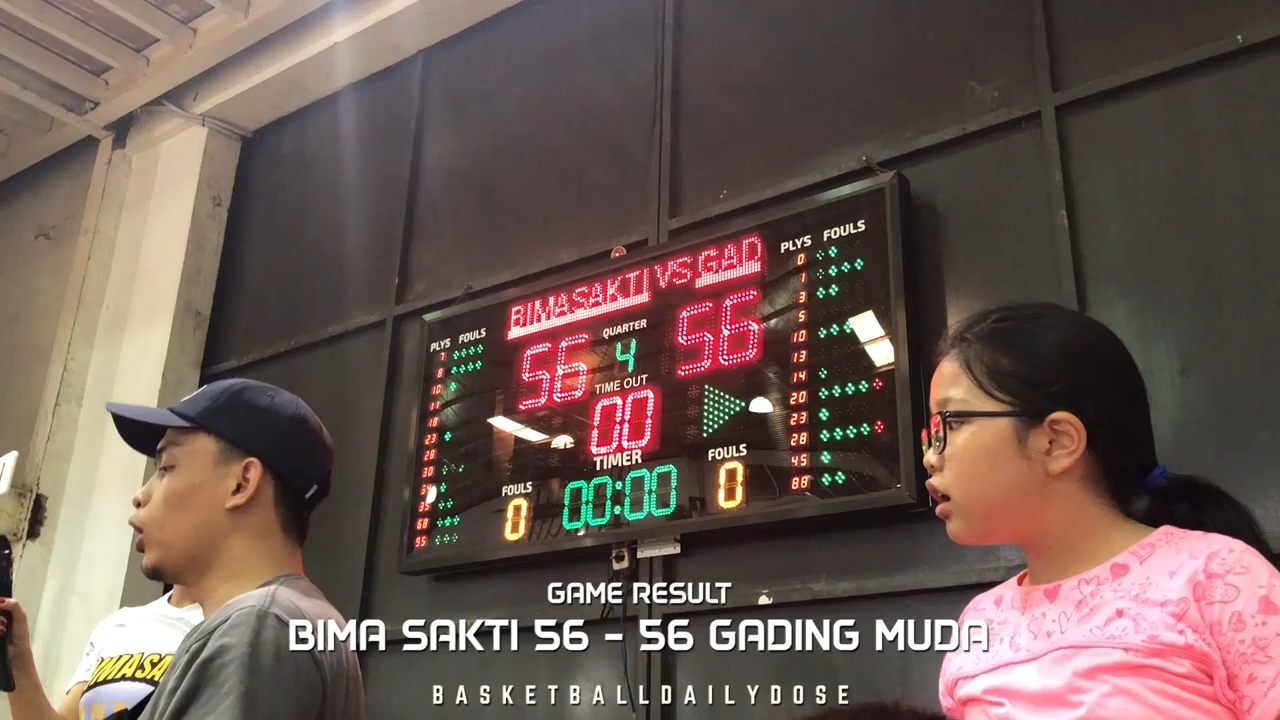 BIMASAKTI VS GAD
PLYS FOULS
PLYS FOULS
56
QUARTER
4
56
TIME OUT
00
TIMER
00:00
FOULS
0
FOULS
0
7
8
10
11
18
23
28
30
35
68
95
0
1
3
5
10
13
14
20
23
28
45
88
GAME RESULT
BIMA SAKTI 56 - 56 GADING MUDA
BASKETBALLDAILYDOSE